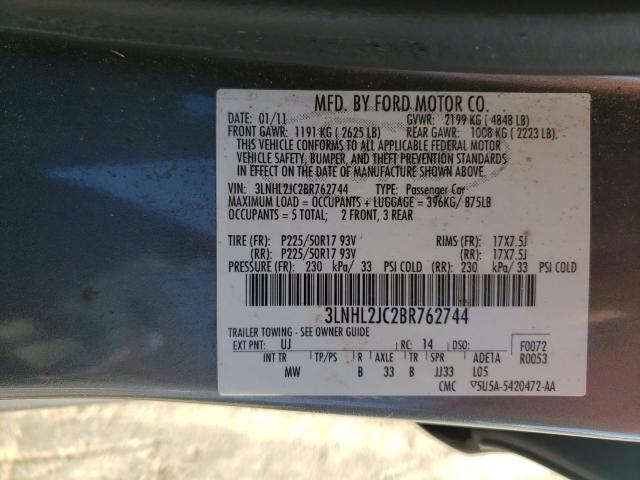 MFD. BY FORD MOTOR CO.
DATE: 01/11 GVWR: 2199 KG ( 4848 LB)
FRONT GAWR: 1191 KG ( 2625 LB) REAR GAWR: 1008 KG ( 2223 LB)
THIS VEHICLE CONFORMS TO ALL APPLICABLE FEDERAL MOTOR
VEHICLE SAFETY, BUMPER, AND THEFT PREVENTION STANDARDS
IN EFFECT ON THE DATE OF MANUFACTURE SHOWN ABOVE.
VIN: 3LNHL2JC2BR762744 TYPE: Passenger Car
MAXIMUM LOAD = OCCUPANTS + LUGGAGE = 396KG/ 875LB
OCCUPANTS = 5 TOTAL; 2 FRONT, 3 REAR
TIRE (FR): P225/50R17 93V RIMS (FR): 17X7.5J
(RR): P225/50R17 93V (RR): 17X7.5J
PRESSURE (FR): 230 kPa/ 33 PSI COLD (RR): 230 kPa/ 33 PSI COLD
3LNHL2JC2BR762744
TRAILER TOWING - SEE OWNER GUIDE
EXT PNT: UJ RC: 14 DSO: F0072
INT TR TP/PS R AXLE TR SPR ADE1A R0053
MW B 33 B JJ33 L05
CMC ▽5U5A-5420472-AA